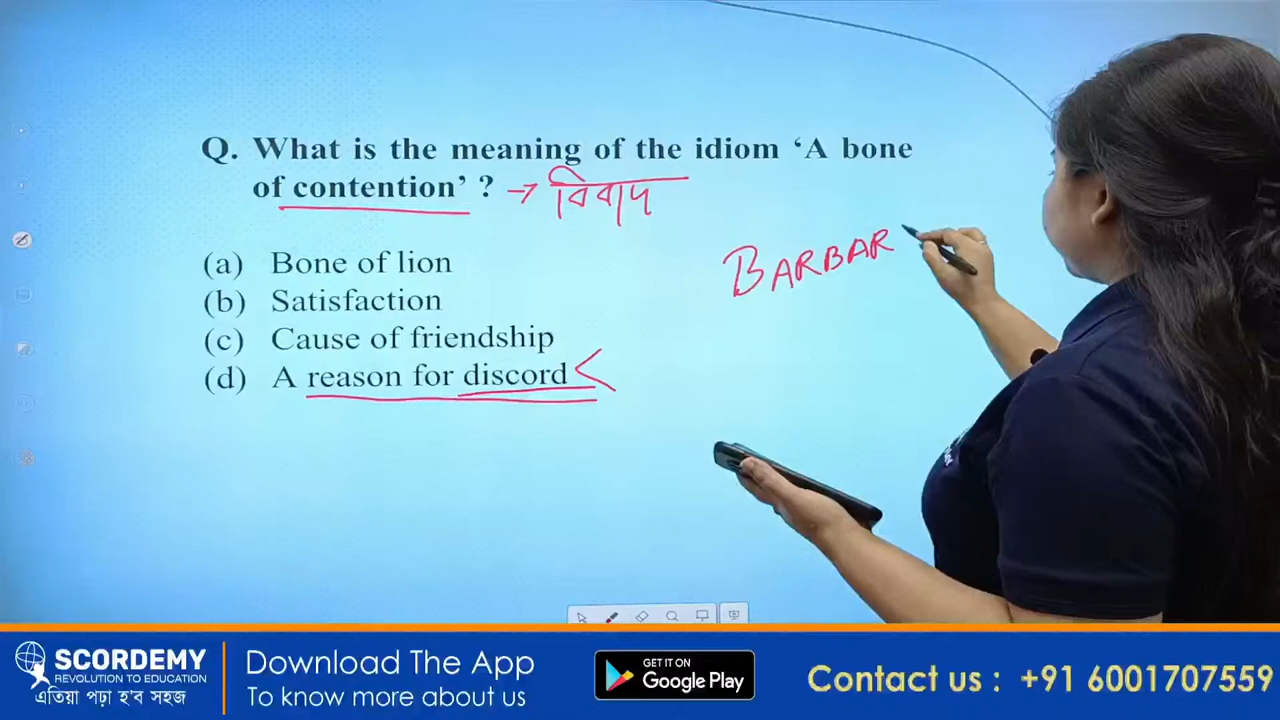 Q. What is the meaning of the idiom ‘A bone
of contention’ ? → বিবাদ
BARBAR
(a) Bone of lion
(b) Satisfaction
(c) Cause of friendship
(d) A reason for discord
SCORDEMY
REVOLUTION TO EDUCATION
এতিয়া পঢ়া হ'ব সহজ
Download The App
To know more about us
GET IT ON
Google Play
Contact us : +91 6001707559